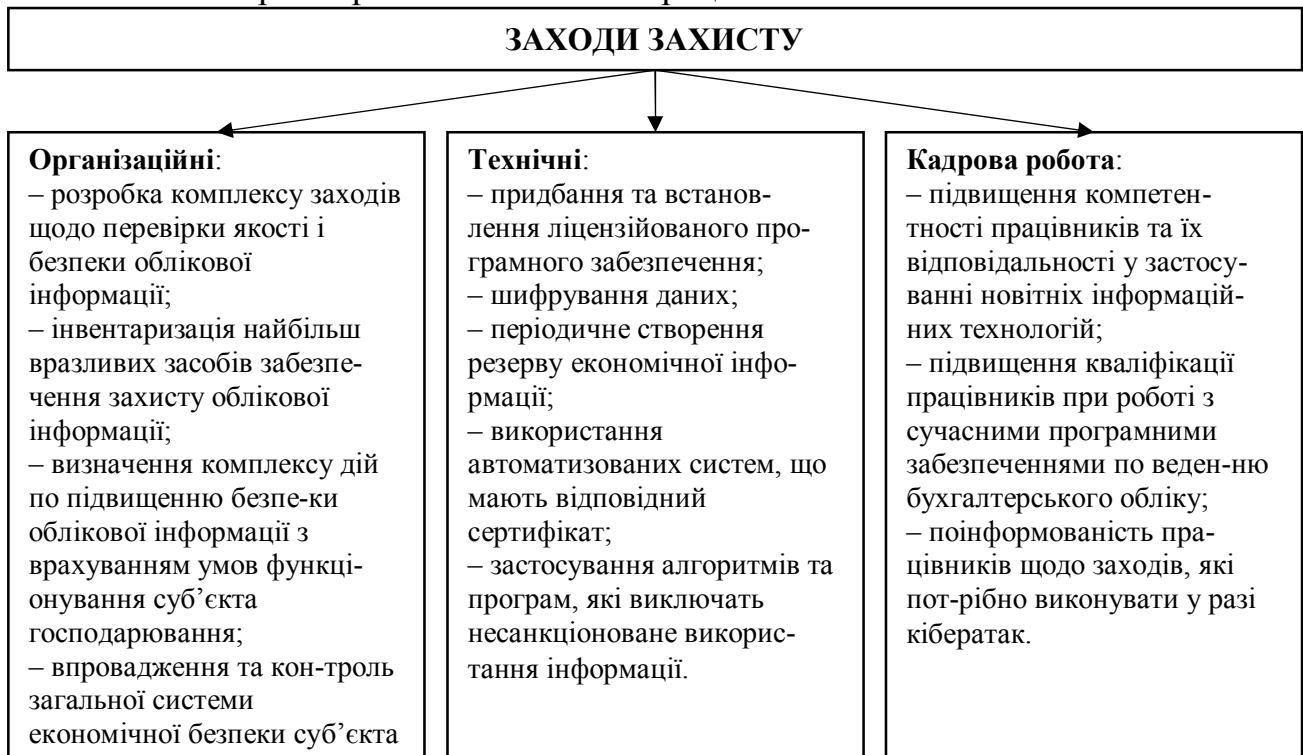 ЗАХОДИ ЗАХИСТУ
Організаційні:
– розробка комплексу заходів
щодо перевірки якості і
безпеки облікової
інформації;
– інвентаризація найбільш
вразливих засобів забезпе-
чення захисту облікової
інформації;
– визначення комплексу дій
по підвищенню безпе-ки
облікової інформації з
врахуванням умов функці-
онування суб’єкта
господарювання;
– впровадження та кон-троль
загальної системи
економічної безпеки суб’єкта
Технічні:
– придбання та встанов-
лення ліцензійованого про-
грамного забезпечення;
– шифрування даних;
– періодичне створення
резерву економічної інфо-
рмації;
– використання
автоматизованих систем, що
мають відповідний
сертифікат;
– застосування алгоритмів та
програм, які виключать
несанкціоноване викорис-
тання інформації.
Кадрова робота:
– підвищення компетен-
тності працівників та їх
відповідальності у застосу-
ванні новітніх інформацій-
них технологій;
– підвищення кваліфікації
працівників при роботі з
сучасними програмними
забезпеченнями по веден-ню
бухгалтерського обліку;
– поінформованість пра-
цівників щодо заходів, які
пот-рібно виконувати у разі
кібератак.